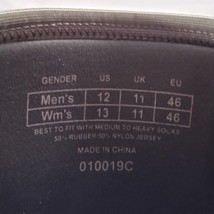 GENDER US UK EU
Men's 12 11 46
Wm's 13 11 46
BEST TO FIT WITH MEDIUM TO HEAVY SOCKS
50% RUBBER 50% NYLON JERSEY
MADE IN CHINA
010019C